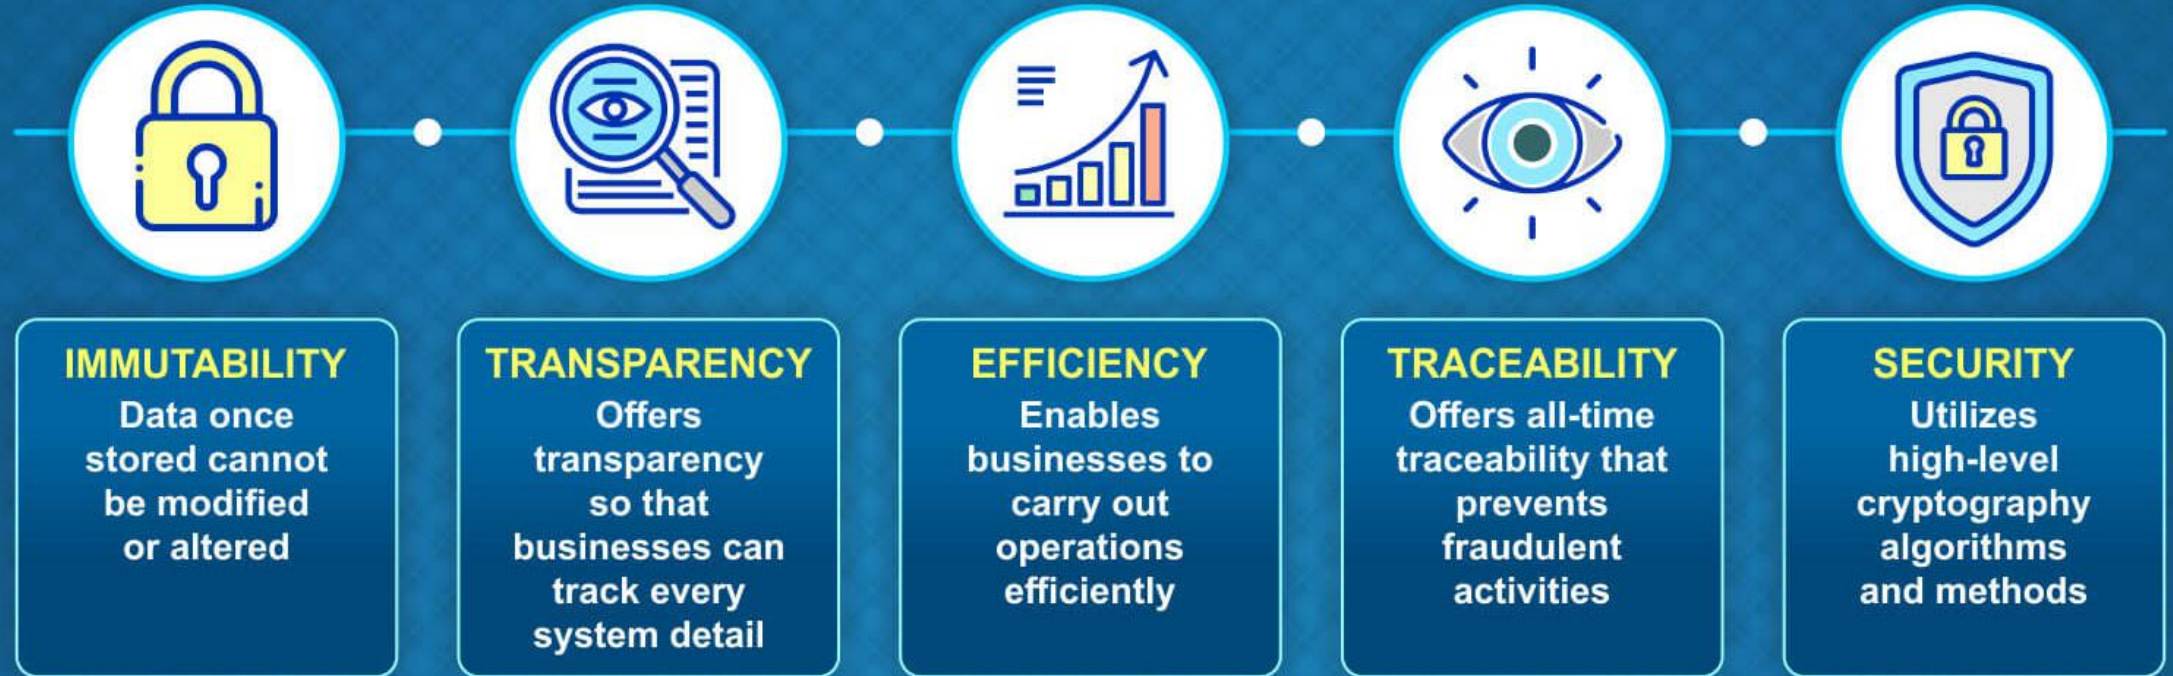 IMMUTABILITY
Data once
stored cannot
be modified
or altered
TRANSPARENCY
Offers
transparency
so that
businesses can
track every
system detail
EFFICIENCY
Enables
businesses to
carry out
operations
efficiently
TRACEABILITY
Offers all-time
traceability that
prevents
fraudulent
activities
SECURITY
Utilizes
high-level
cryptography
algorithms
and methods